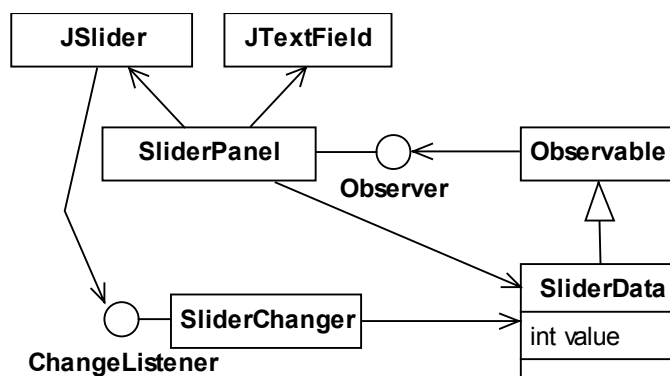 JSlider
JTextField
SliderPanel
Observer
Observable
SliderData
int value
SliderChanger
ChangeListener